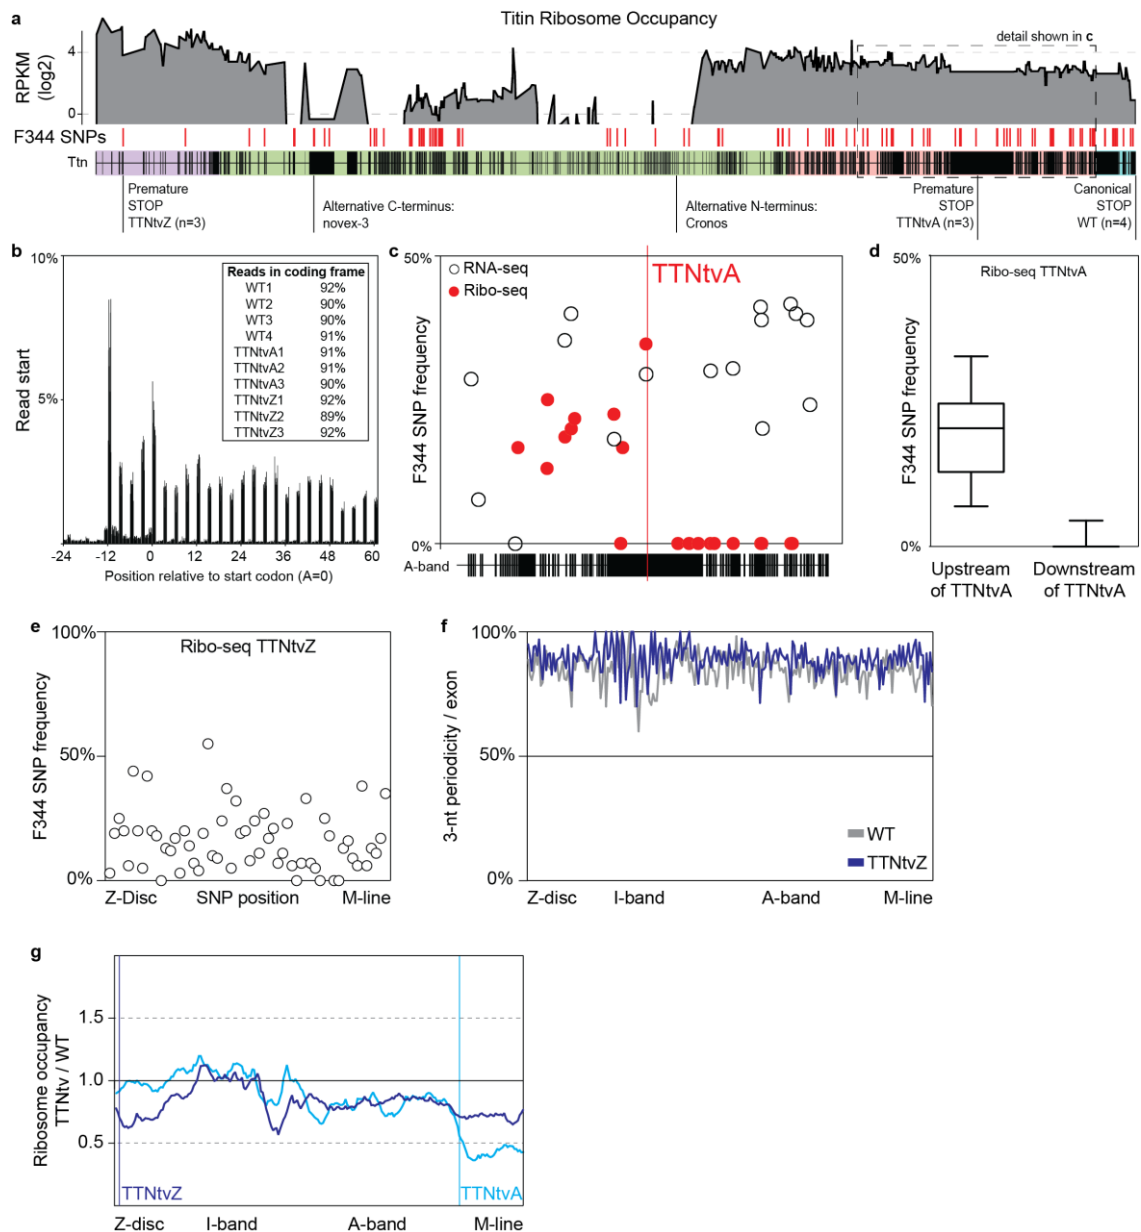 a
Titin Ribosome Occupancy
detail shown in c
RPKM
(log2)
4
0
F344 SNPs
Ttn
Premature
STOP
TTNtvZ (n=3)
Alternative C-terminus:
novex-3
Alternative N-terminus:
Cronos
Premature
STOP
TTNtvA (n=3)
Canonical
STOP
WT (n=4)
b
10%
5%
Read start
Reads in coding frame
WT1 92%
WT2 90%
WT3 90%
WT4 91%
TTNtvA1 91%
TTNtvA2 91%
TTNtvA3 90%
TTNtvZ1 92%
TTNtvZ2 89%
TTNtvZ3 92%
-24 -12 0 12 24 36 48 60
Position relative to start codon (A=0)
c
50%
0%
F344 SNP frequency
RNA-seq
Ribo-seq
TTNtvA
A-band
d
50%
0%
F344 SNP frequency
Ribo-seq TTNtvA
Upstream
of TTNtvA
Downstream
of TTNtvA
e
100%
50%
0%
F344 SNP frequency
Ribo-seq TTNtvZ
Z-Disc SNP position M-line
f
100%
50%
0%
3-nt periodicity / exon
WT
TTNtvZ
Z-disc I-band A-band M-line
g
1.5
1.0
0.5
Ribosome occupancy
TTNtv / WT
TTNtvZ
TTNtvA
Z-disc I-band A-band M-line